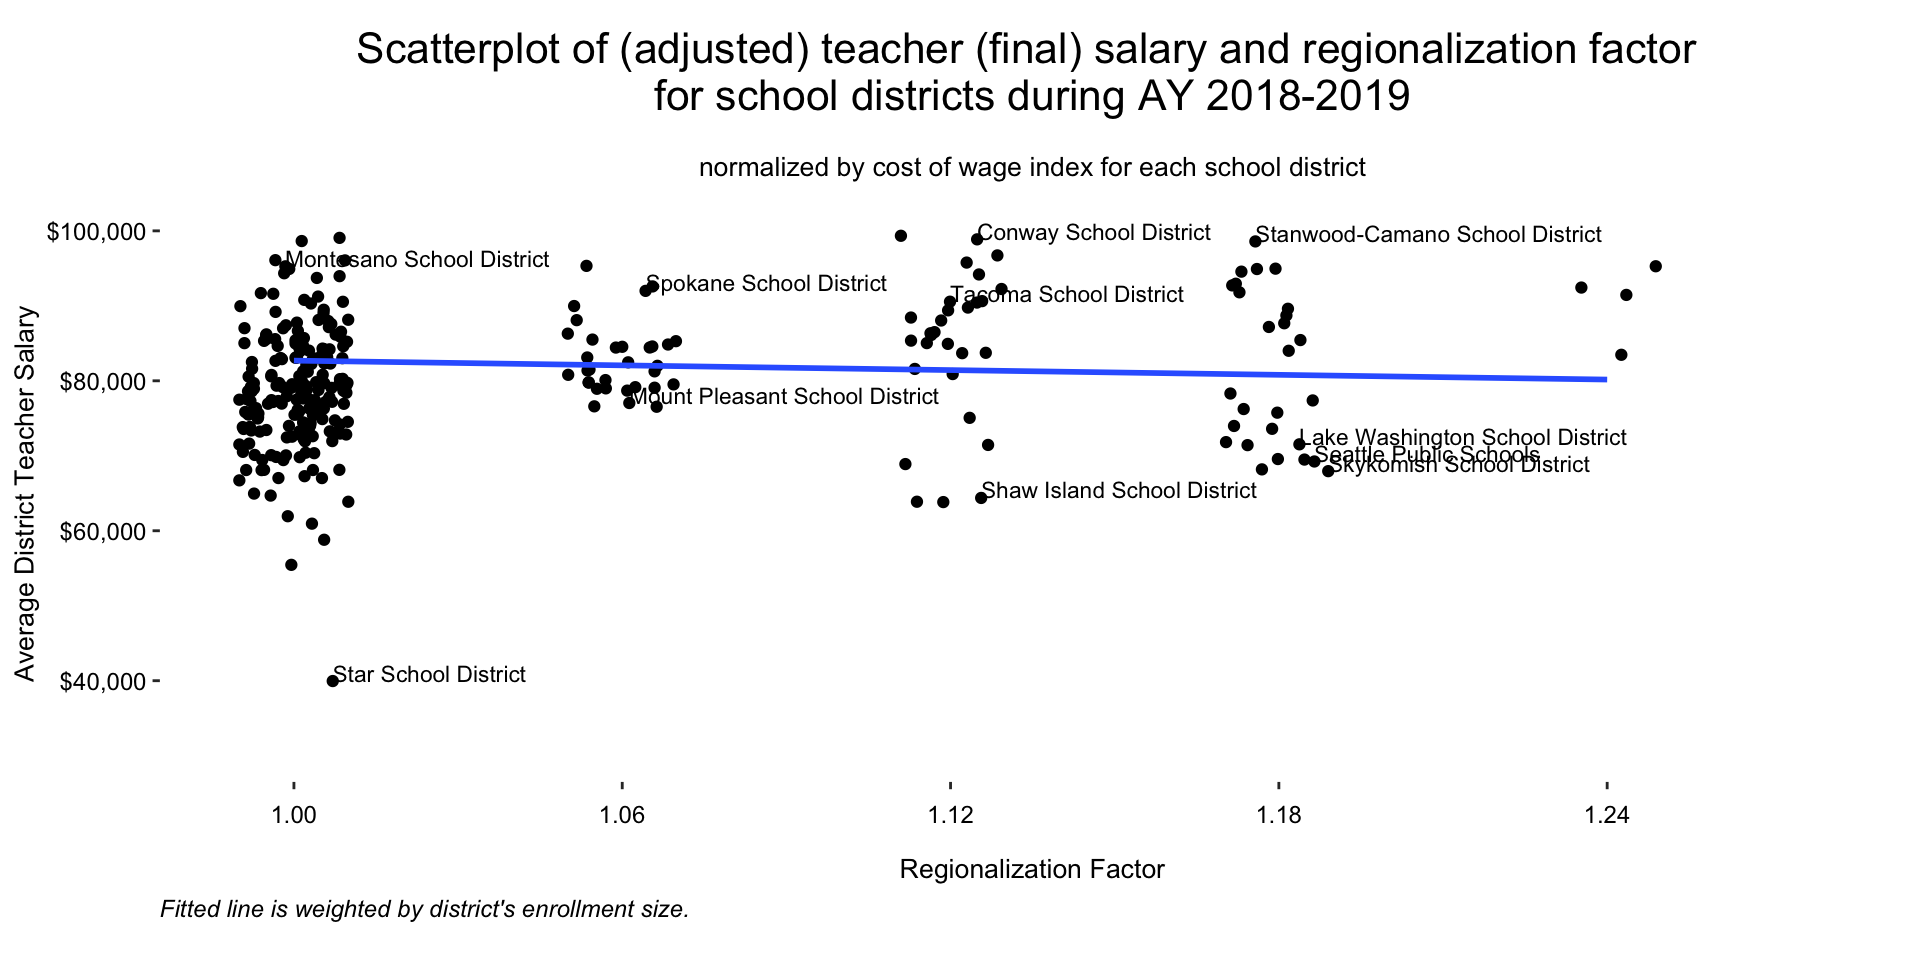 Scatterplot of (adjusted) teacher (final) salary and regionalization factor
for school districts during AY 2018-2019
normalized by cost of wage index for each school district
Average District Teacher Salary
$100,000
$80,000
$60,000
$40,000
Conway School District
Stanwood-Camano School District
Montesano School District
Spokane School District
Tacoma School District
Mount Pleasant School District
Lake Washington School District
Seattle Public Schools
Skykomish School District
Shaw Island School District
Star School District
1.00
1.06
1.12
1.18
1.24
Regionalization Factor
Fitted line is weighted by district's enrollment size.